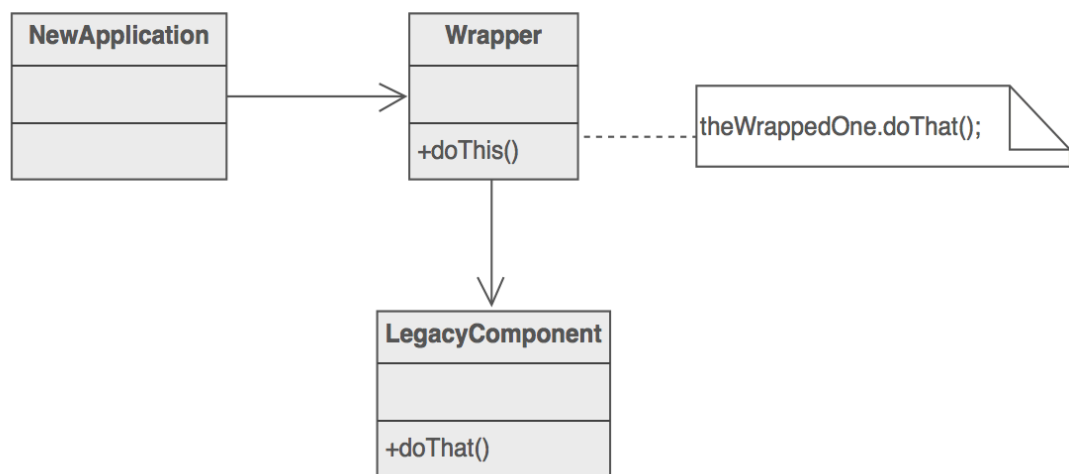 NewApplication
Wrapper
+doThis()
theWrappedOne.doThat();
LegacyComponent
+doThat()